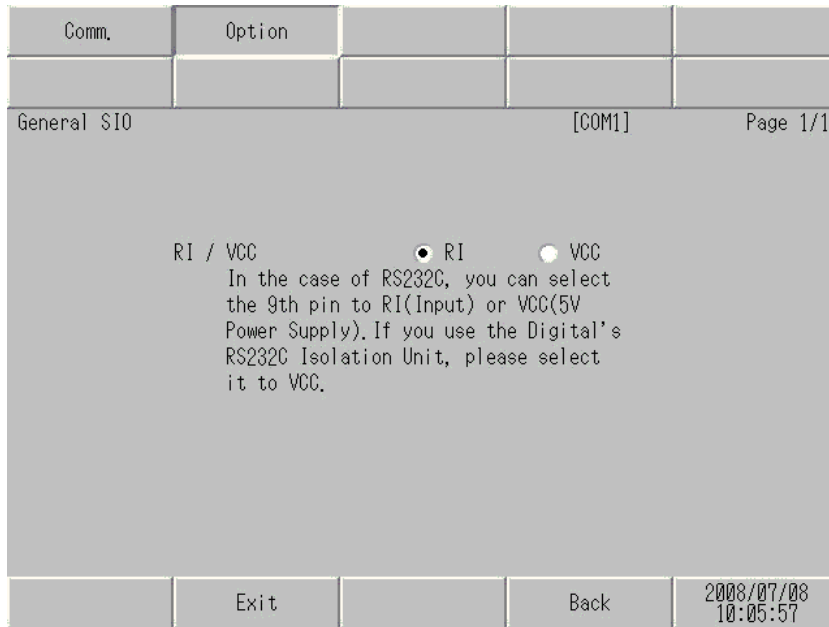 Comm. Option
General SIO [COM1] Page 1/1
RI / VCC RI VCC
In the case of RS232C, you can select
the 9th pin to RI(Input) or VCC(5V
Power Supply).If you use the Digital's
RS232C Isolation Unit, please select
it to VCC.
Exit Back 2008/07/08
10:05:57